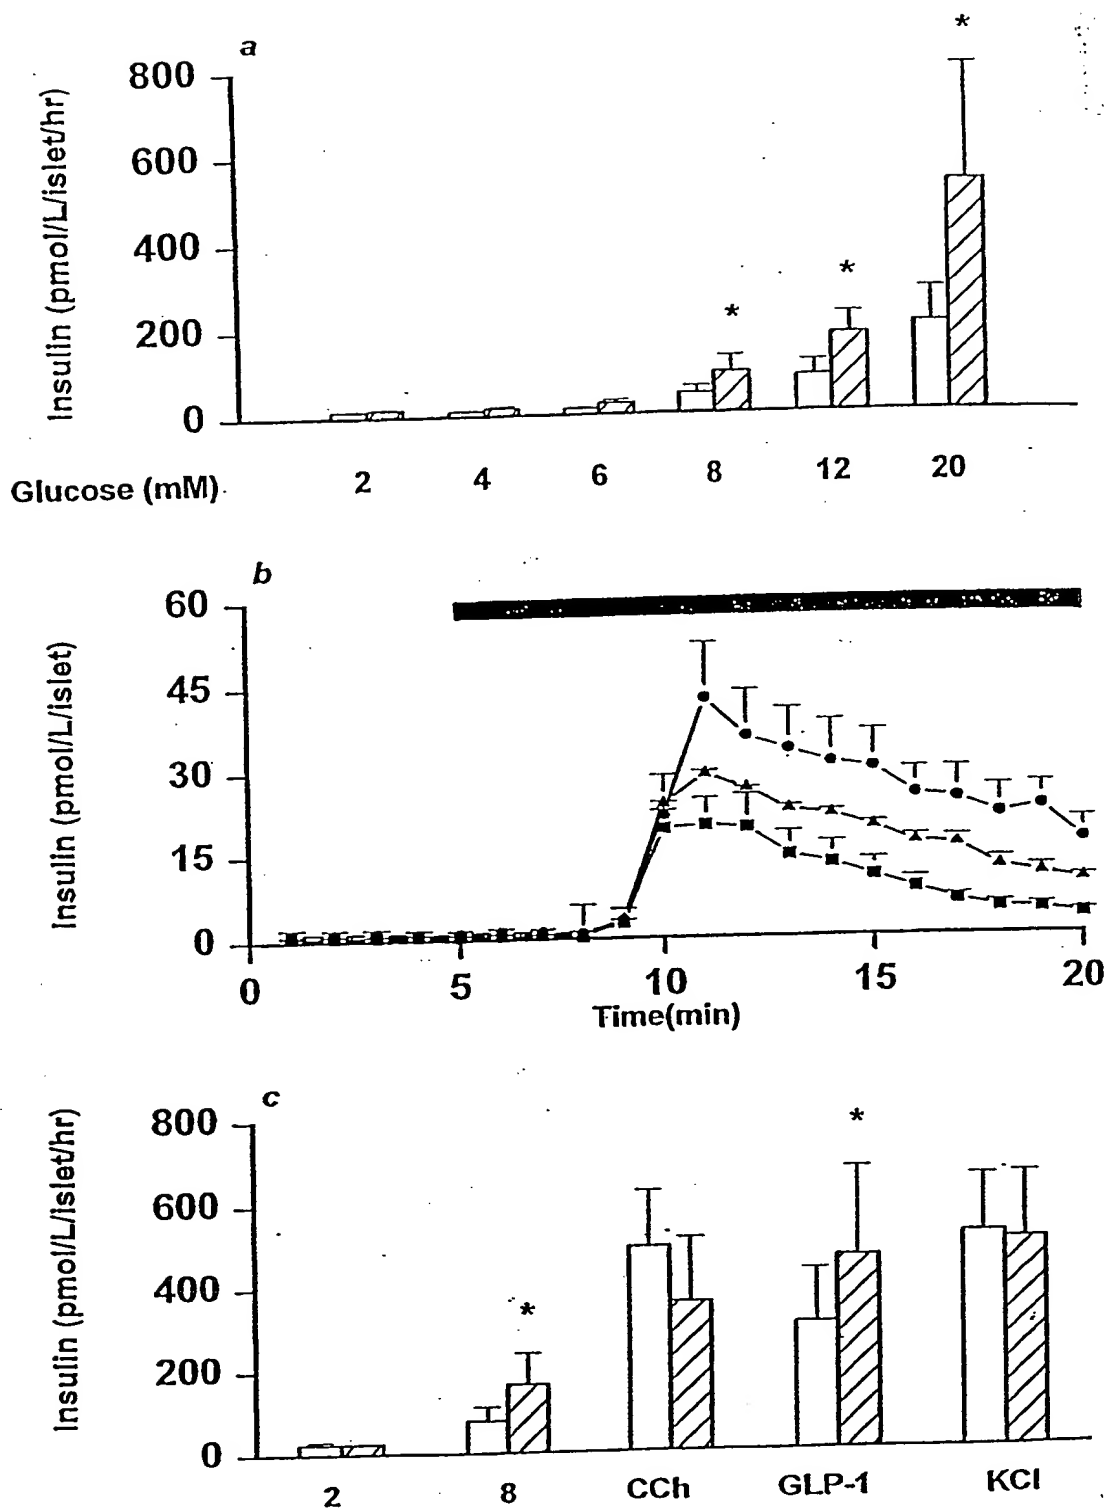 a
Insulin (pmol/L/islet/hr)
800
600
400
200
0
*
*
*
Glucose (mM)
2 4 6 8 12 20
b
Insulin (pmol/L/islet)
60
45
30
15
0
0 5 10 15 20
Time(min)
c
Insulin (pmol/L/islet/hr)
800
600
400
200
0
*
*
2 8 CCh GLP-1 KCl